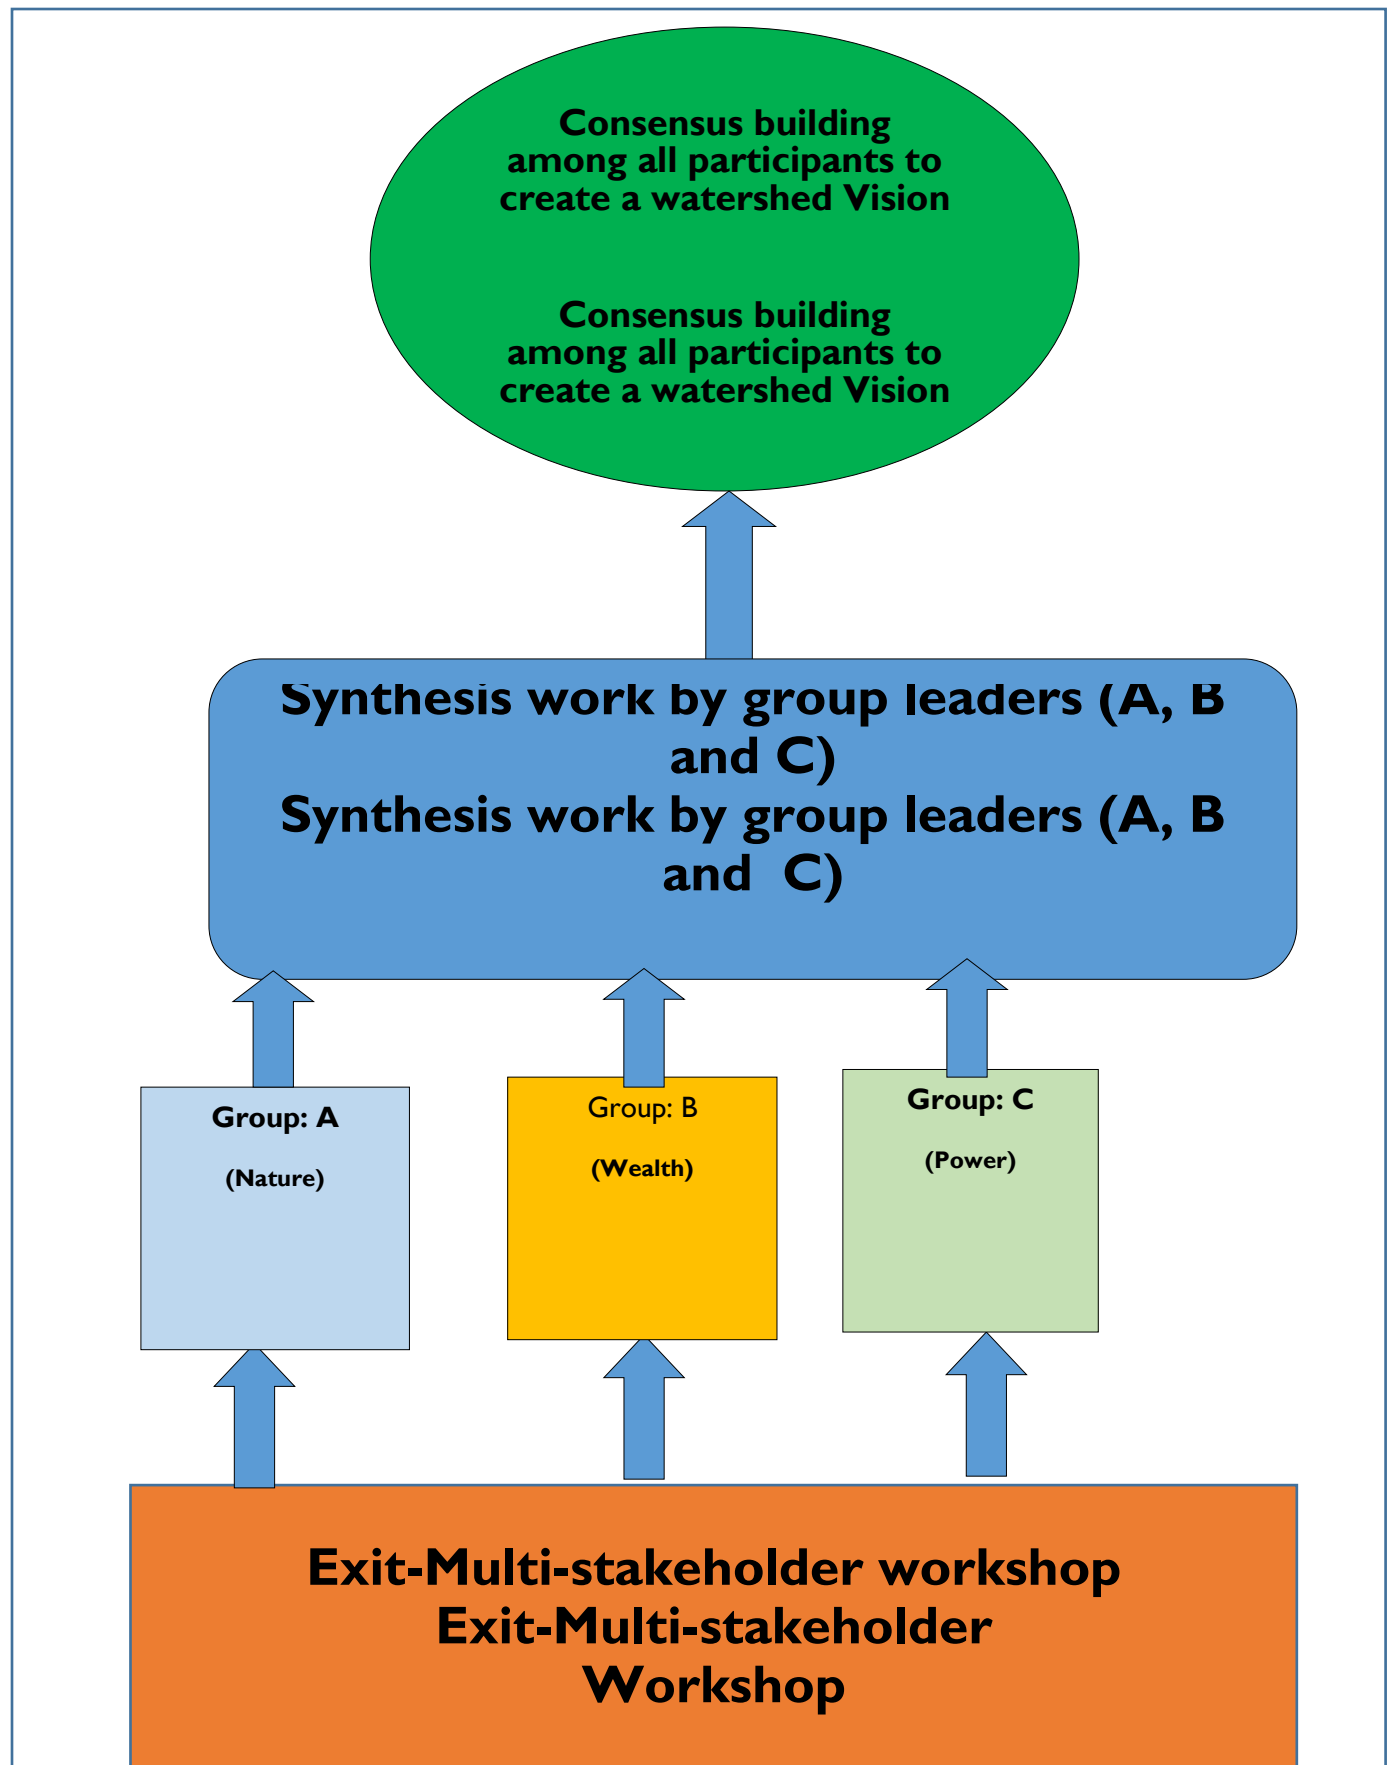 Consensus building
among all participants to
create a watershed Vision
Consensus building
among all participants to
create a watershed Vision
Synthesis work by group leaders (A, B
and C)
Synthesis work by group leaders (A, B
and  C)
Group: A
(Nature)
Group: B
(Wealth)
Group: C
(Power)
Exit-Multi-stakeholder workshop
Exit-Multi-stakeholder
Workshop